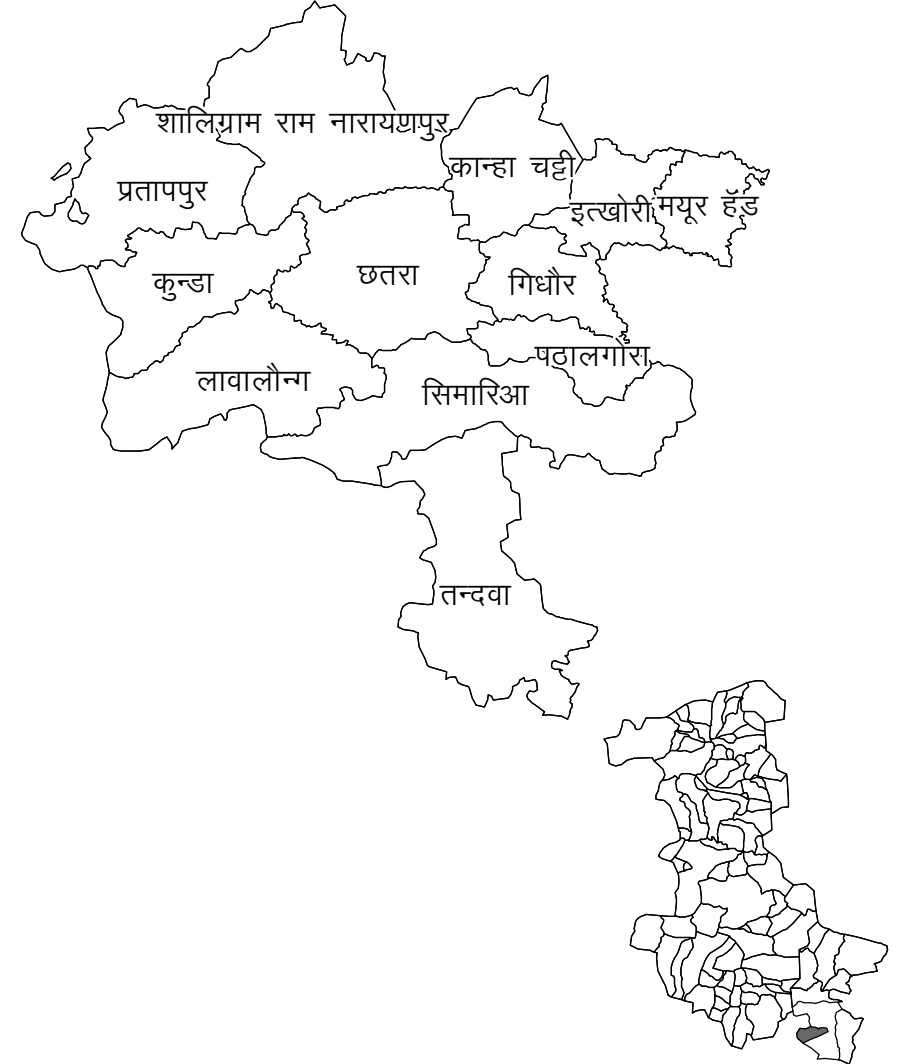 शालिग्राम राम नारायणपुर
कान्हा चट्टी
प्रतापपुर
इत्खोरी
मयूर हॅंड
कुन्डा
छतरा
गिधौर
पठालगोंरा
लावालौन्ग
सिमारिआ
तन्दवा